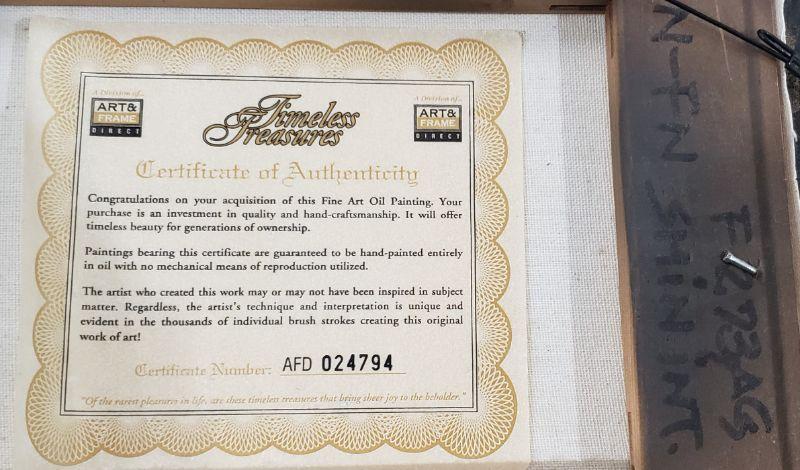 A Division of...
ART&
FRAME
DIRECT
Timeless
Treasures
A Division of...
ART&
FRAME
DIRECT
Certificate of Authenticity
Congratulations on your acquisition of this Fine Art Oil Painting. Your
purchase is an investment in quality and hand-craftsmanship. It will offer
timeless beauty for generations of ownership.
Paintings bearing this certificate are guaranteed to be hand-painted entirely
in oil with no mechanical means of reproduction utilized.
The artist who created this work may or may not have been inspired in subject
matter. Regardless, the artist's technique and interpretation is unique and
evident in the thousands of individual brush strokes creating this original
work of art!
Certificate Number: AFD 024794
"Of the rarest pleasures in life, are these timeless treasures that bring sheer joy to the beholder."
N-FN